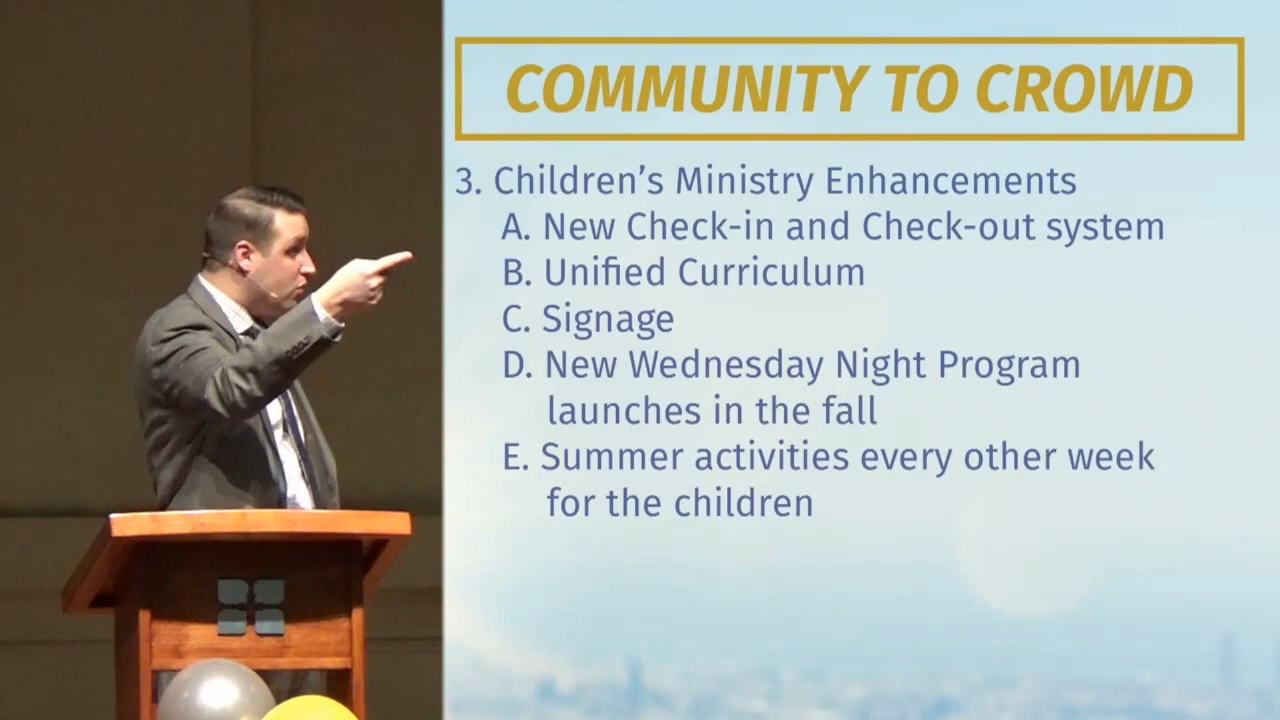 COMMUNITY TO CROWD
3. Children's Ministry Enhancements
A. New Check-in and Check-out system
B. Unified Curriculum
C. Signage
D. New Wednesday Night Program
launches in the fall
E. Summer activities every other week
for the children